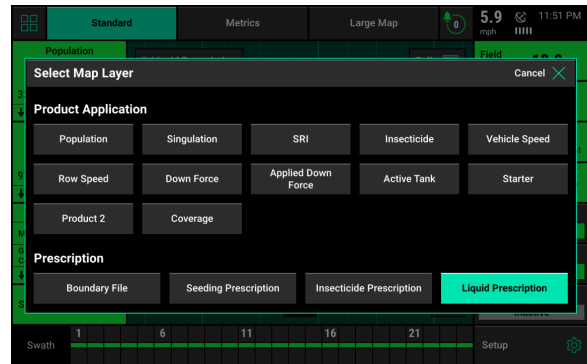 Standard Metrics Large Map 0 5.9 mph 11:51 PM
Population
Field
Select Map Layer Cancel
Product Application
Population Singulation SRI Insecticide Vehicle Speed
Row Speed Down Force Applied Down Force Active Tank Starter
Product 2 Coverage
Prescription
Boundary File Seeding Prescription Insecticide Prescription Liquid Prescription
Swath 1 6 11 16 21 Setup